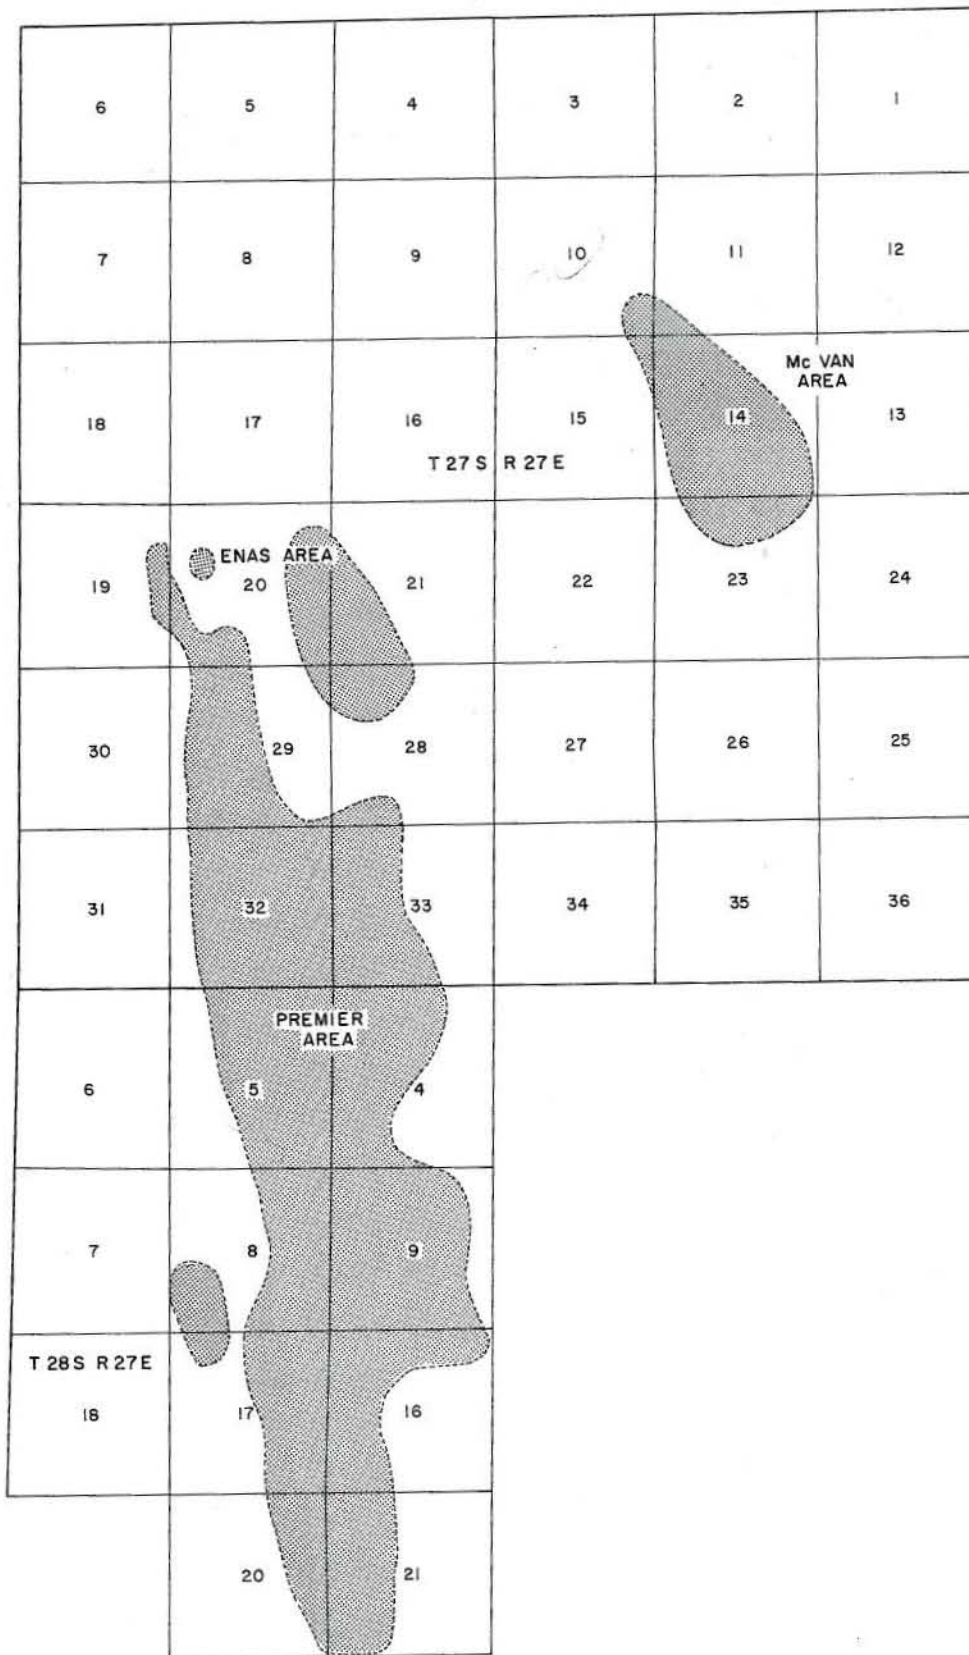 6 5 4 3 2 1
7 8 9 10 11 12
Mc VAN
AREA
18 17 16 15 14 13
T 27 S R 27 E
ENAS AREA
19 20 21 22 23 24
30 29 28 27 26 25
31 32 33 34 35 36
PREMIER
AREA
6 5 4
7 8 9
T 28 S R 27 E
18 17 16
20 21